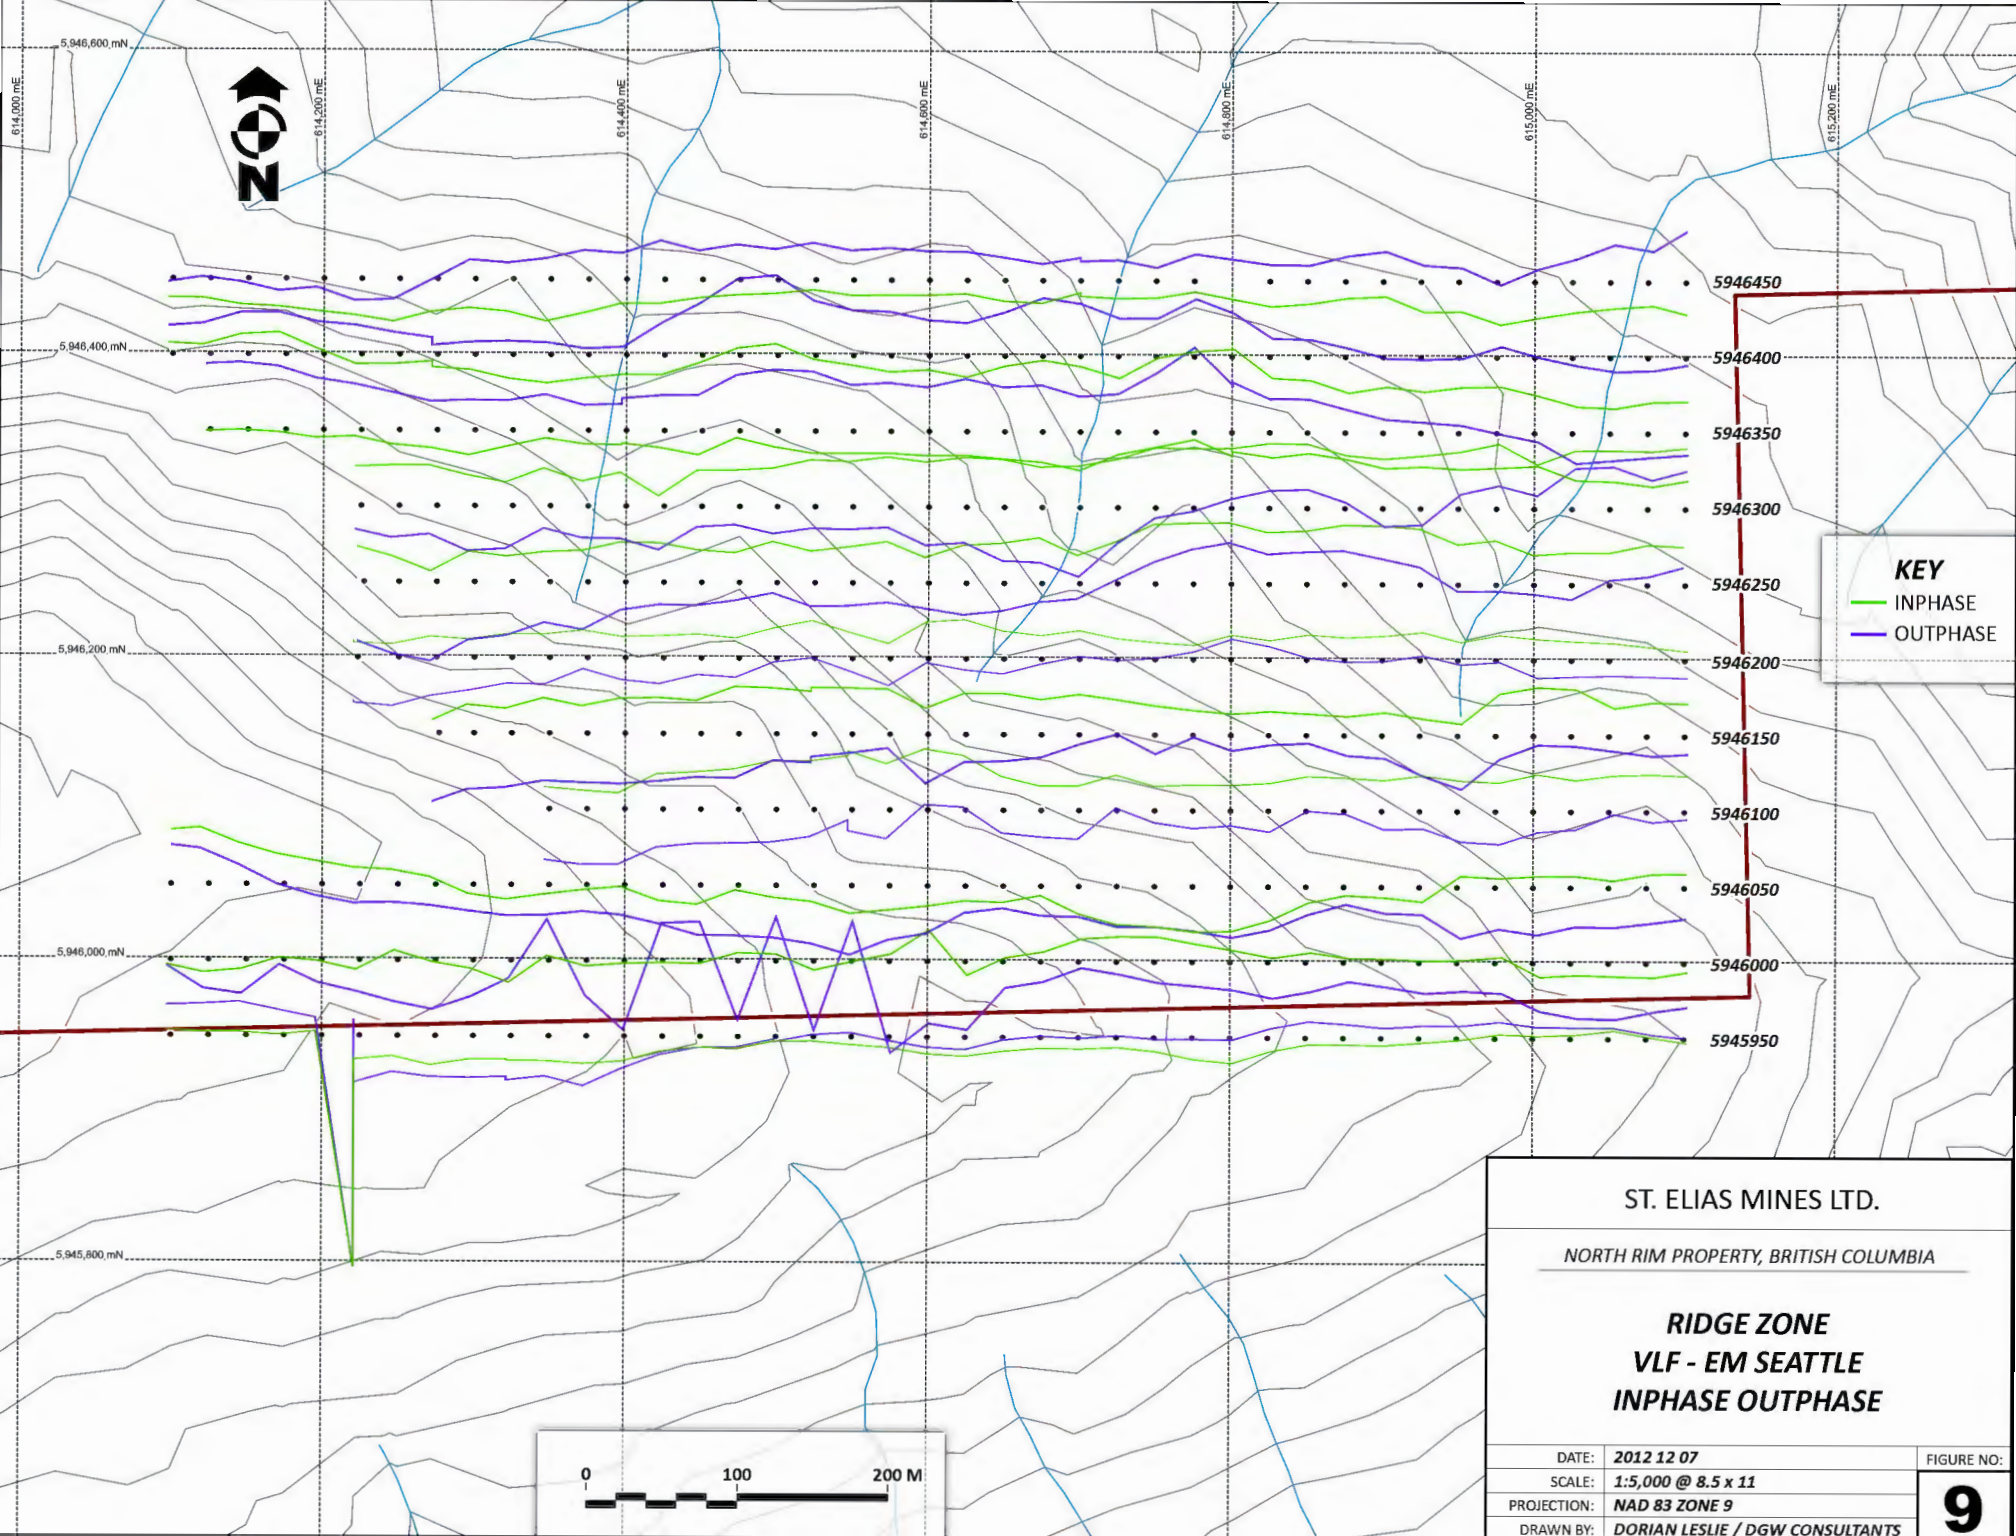 5,946,600 mN
614,000 mE
614,200 mE
614,400 mE
614,600 mE
614,800 mE
615,000 mE
615,200 mE
N
5946450
5,946,400 mN
5946400
5946350
5946300
5946250
KEY
INPHASE
OUTPHASE
5,946,200 mN
5946200
5946150
5946100
5946050
5,946,000 mN
5946000
5945950
5,945,800 mN
ST. ELIAS MINES LTD.
NORTH RIM PROPERTY, BRITISH COLUMBIA
RIDGE ZONE
VLF - EM SEATTLE
INPHASE OUTPHASE
DATE: 2012 12 07
FIGURE NO:
SCALE: 1:5,000 @ 8.5 x 11
PROJECTION: NAD 83 ZONE 9
DRAWN BY: DORIAN LESLIE / DGW CONSULTANTS
9
0 100 200 M